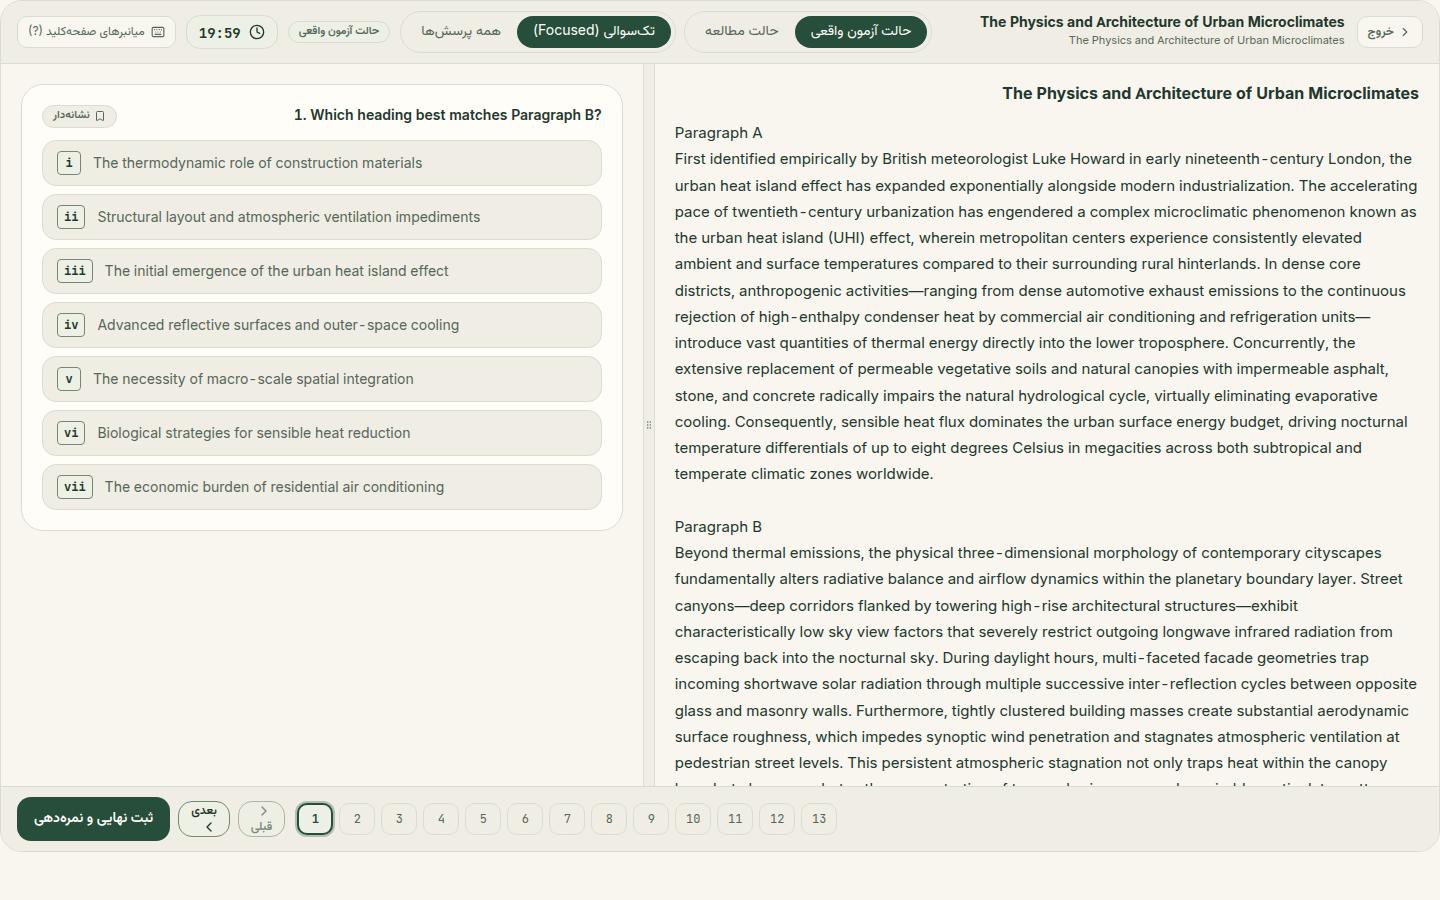 خروج
The Physics and Architecture of Urban Microclimates
The Physics and Architecture of Urban Microclimates
حالت آزمون واقعی
حالت مطالعه
تک‌سوالی (Focused)
همه پرسش‌ها
حالت آزمون واقعی
19:59
میانبرهای صفحه‌کلید (?)
The Physics and Architecture of Urban Microclimates
Paragraph A
First identified empirically by British meteorologist Luke Howard in early nineteenth-century London, the
urban heat island effect has expanded exponentially alongside modern industrialization. The accelerating
pace of twentieth-century urbanization has engendered a complex microclimatic phenomenon known as
the urban heat island (UHI) effect, wherein metropolitan centers experience consistently elevated
ambient and surface temperatures compared to their surrounding rural hinterlands. In dense core
districts, anthropogenic activities—ranging from dense automotive exhaust emissions to the continuous
rejection of high-enthalpy condenser heat by commercial air conditioning and refrigeration units—
introduce vast quantities of thermal energy directly into the lower troposphere. Concurrently, the
extensive replacement of permeable vegetative soils and natural canopies with impermeable asphalt,
stone, and concrete radically impairs the natural hydrological cycle, virtually eliminating evaporative
cooling. Consequently, sensible heat flux dominates the urban surface energy budget, driving nocturnal
temperature differentials of up to eight degrees Celsius in megacities across both subtropical and
temperate climatic zones worldwide.
Paragraph B
Beyond thermal emissions, the physical three-dimensional morphology of contemporary cityscapes
fundamentally alters radiative balance and airflow dynamics within the planetary boundary layer. Street
canyons—deep corridors flanked by towering high-rise architectural structures—exhibit
characteristically low sky view factors that severely restrict outgoing longwave infrared radiation from
escaping back into the nocturnal sky. During daylight hours, multi-faceted facade geometries trap
incoming shortwave solar radiation through multiple successive inter-reflection cycles between opposite
glass and masonry walls. Furthermore, tightly clustered building masses create substantial aerodynamic
surface roughness, which impedes synoptic wind penetration and stagnates atmospheric ventilation at
pedestrian street levels. This persistent atmospheric stagnation not only traps heat within the canopy
1. Which heading best matches Paragraph B?
نشانه‌دار
i The thermodynamic role of construction materials
ii Structural layout and atmospheric ventilation impediments
iii The initial emergence of the urban heat island effect
iv Advanced reflective surfaces and outer-space cooling
v The necessity of macro-scale spatial integration
vi Biological strategies for sensible heat reduction
vii The economic burden of residential air conditioning
ثبت نهایی و نمره‌دهی
بعدی
قبلی
1 2 3 4 5 6 7 8 9 10 11 12 13